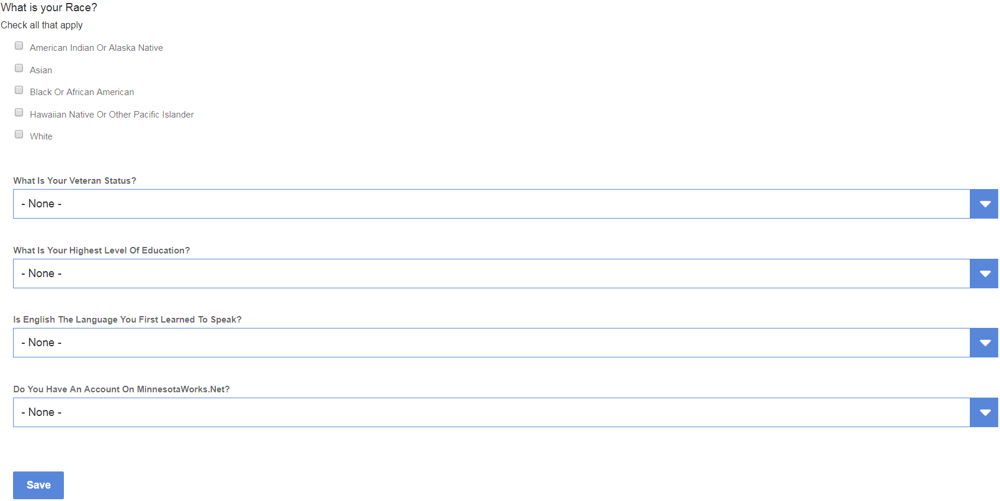 What is your Race?
Check all that apply
American Indian Or Alaska Native
Asian
Black Or African American
Hawaiian Native Or Other Pacific Islander
White
What Is Your Veteran Status?
- None -
What Is Your Highest Level Of Education?
- None -
Is English The Language You First Learned To Speak?
- None -
Do You Have An Account On MinnesotaWorks.Net?
- None -
Save